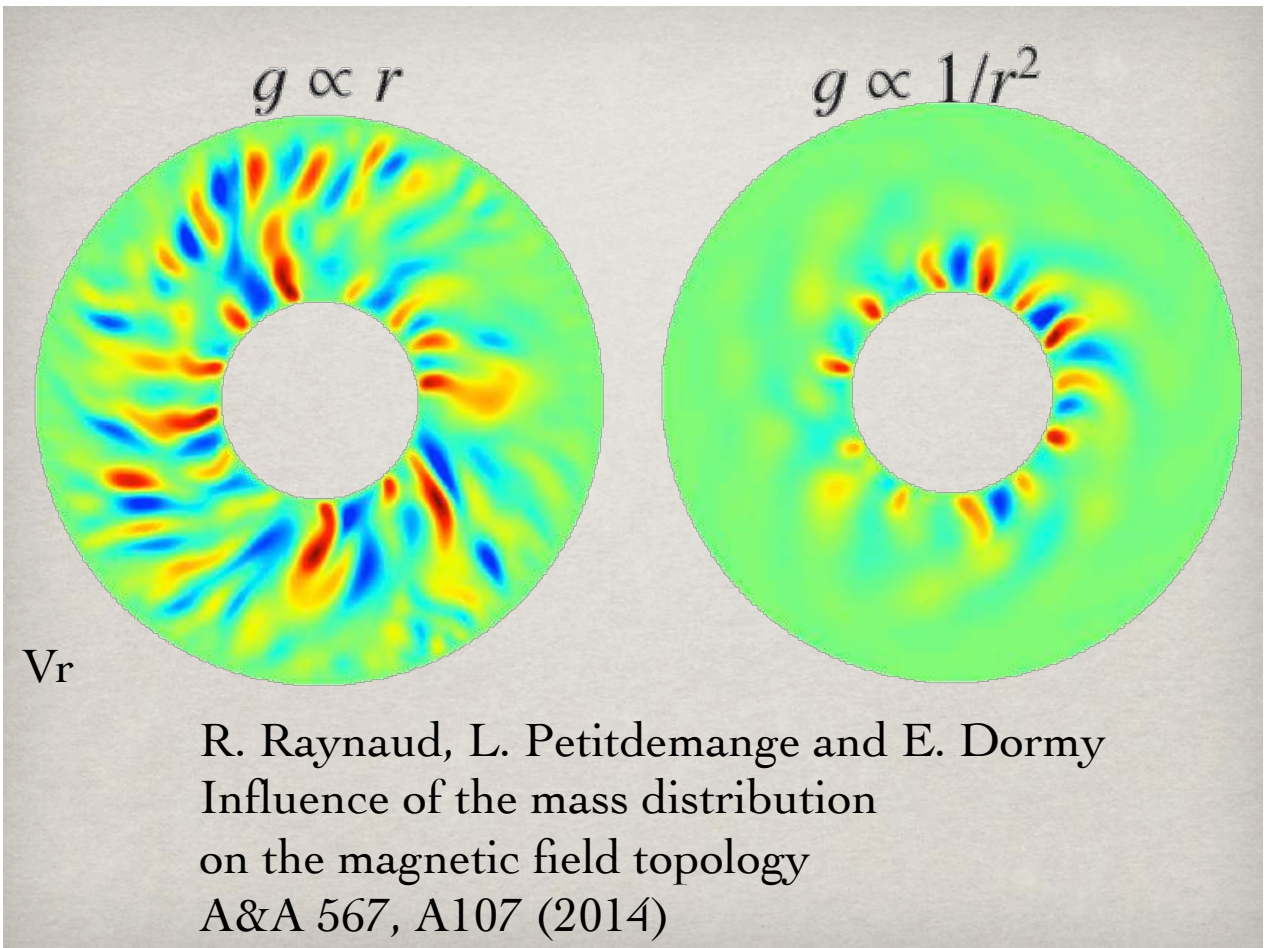 g ∝ r
g ∝ 1/r²
Vr
R. Raynaud, L. Petitdemange and E. Dormy
Influence of the mass distribution
on the magnetic field topology
A&A 567, A107 (2014)